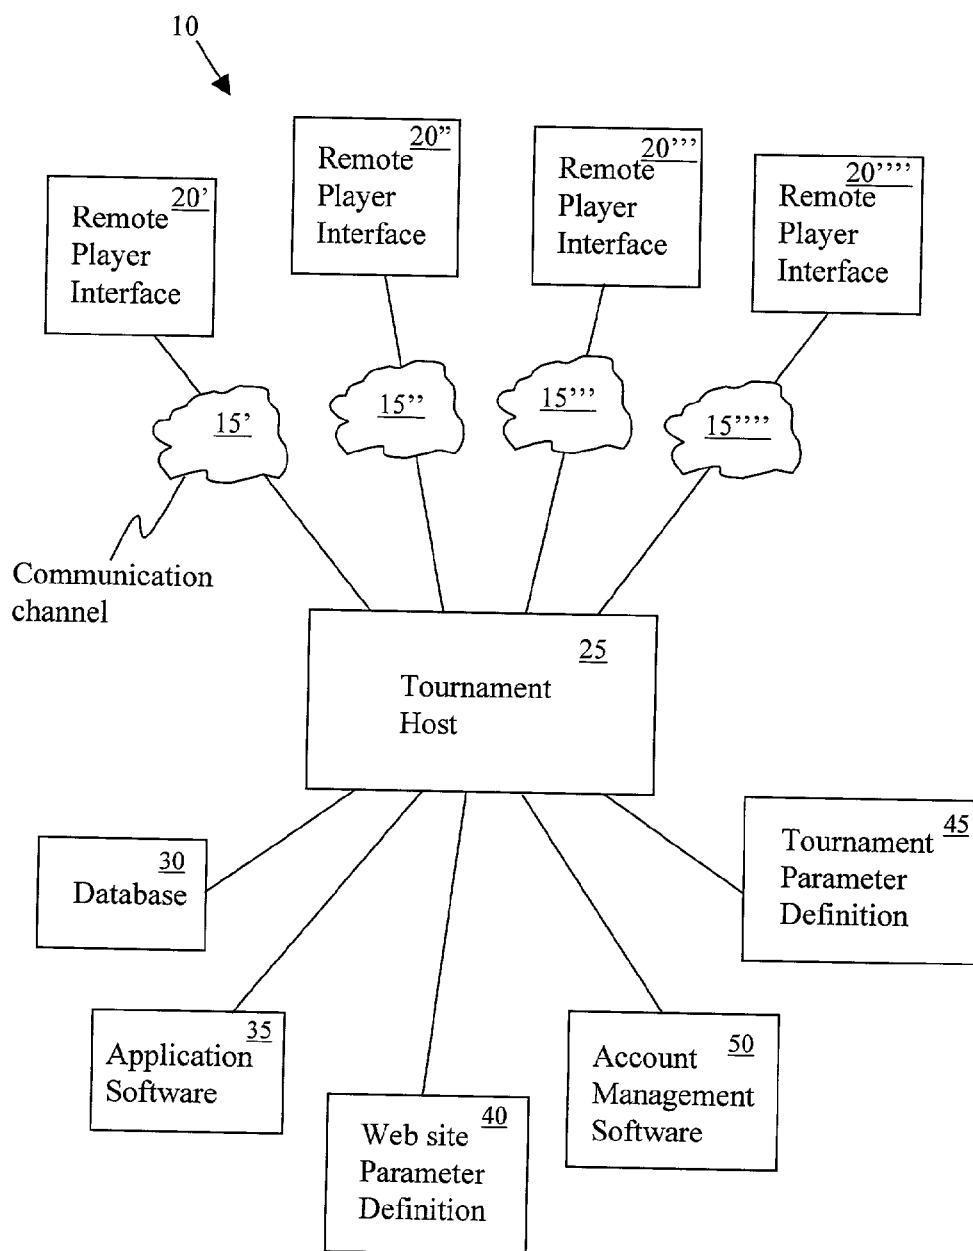 10
20'
Remote
Player
Interface
20”
Remote
Player
Interface
20’’’
Remote
Player
Interface
20’’’’
Remote
Player
Interface
15’
15’’
15’’’
15’’’’
Communication
channel
25
Tournament
Host
30
Database
35
Application
Software
40
Web site
Parameter
Definition
50
Account
Management
Software
45
Tournament
Parameter
Definition